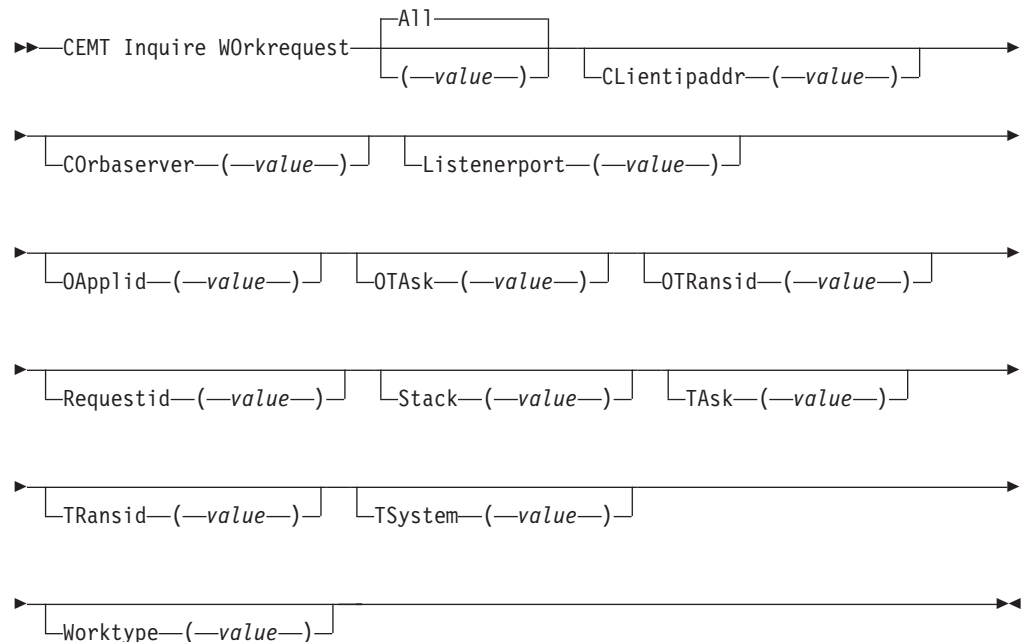 All
CEMT Inquire WOrkrequest
(value) CLientipaddr (value)
COrbaserver (value) Listenerport (value)
OApplid (value) OTAsk (value) OTRansid (value)
Requestid (value) Stack (value) TAsk (value)
TRansid (value) TSystem (value)
Worktype (value)